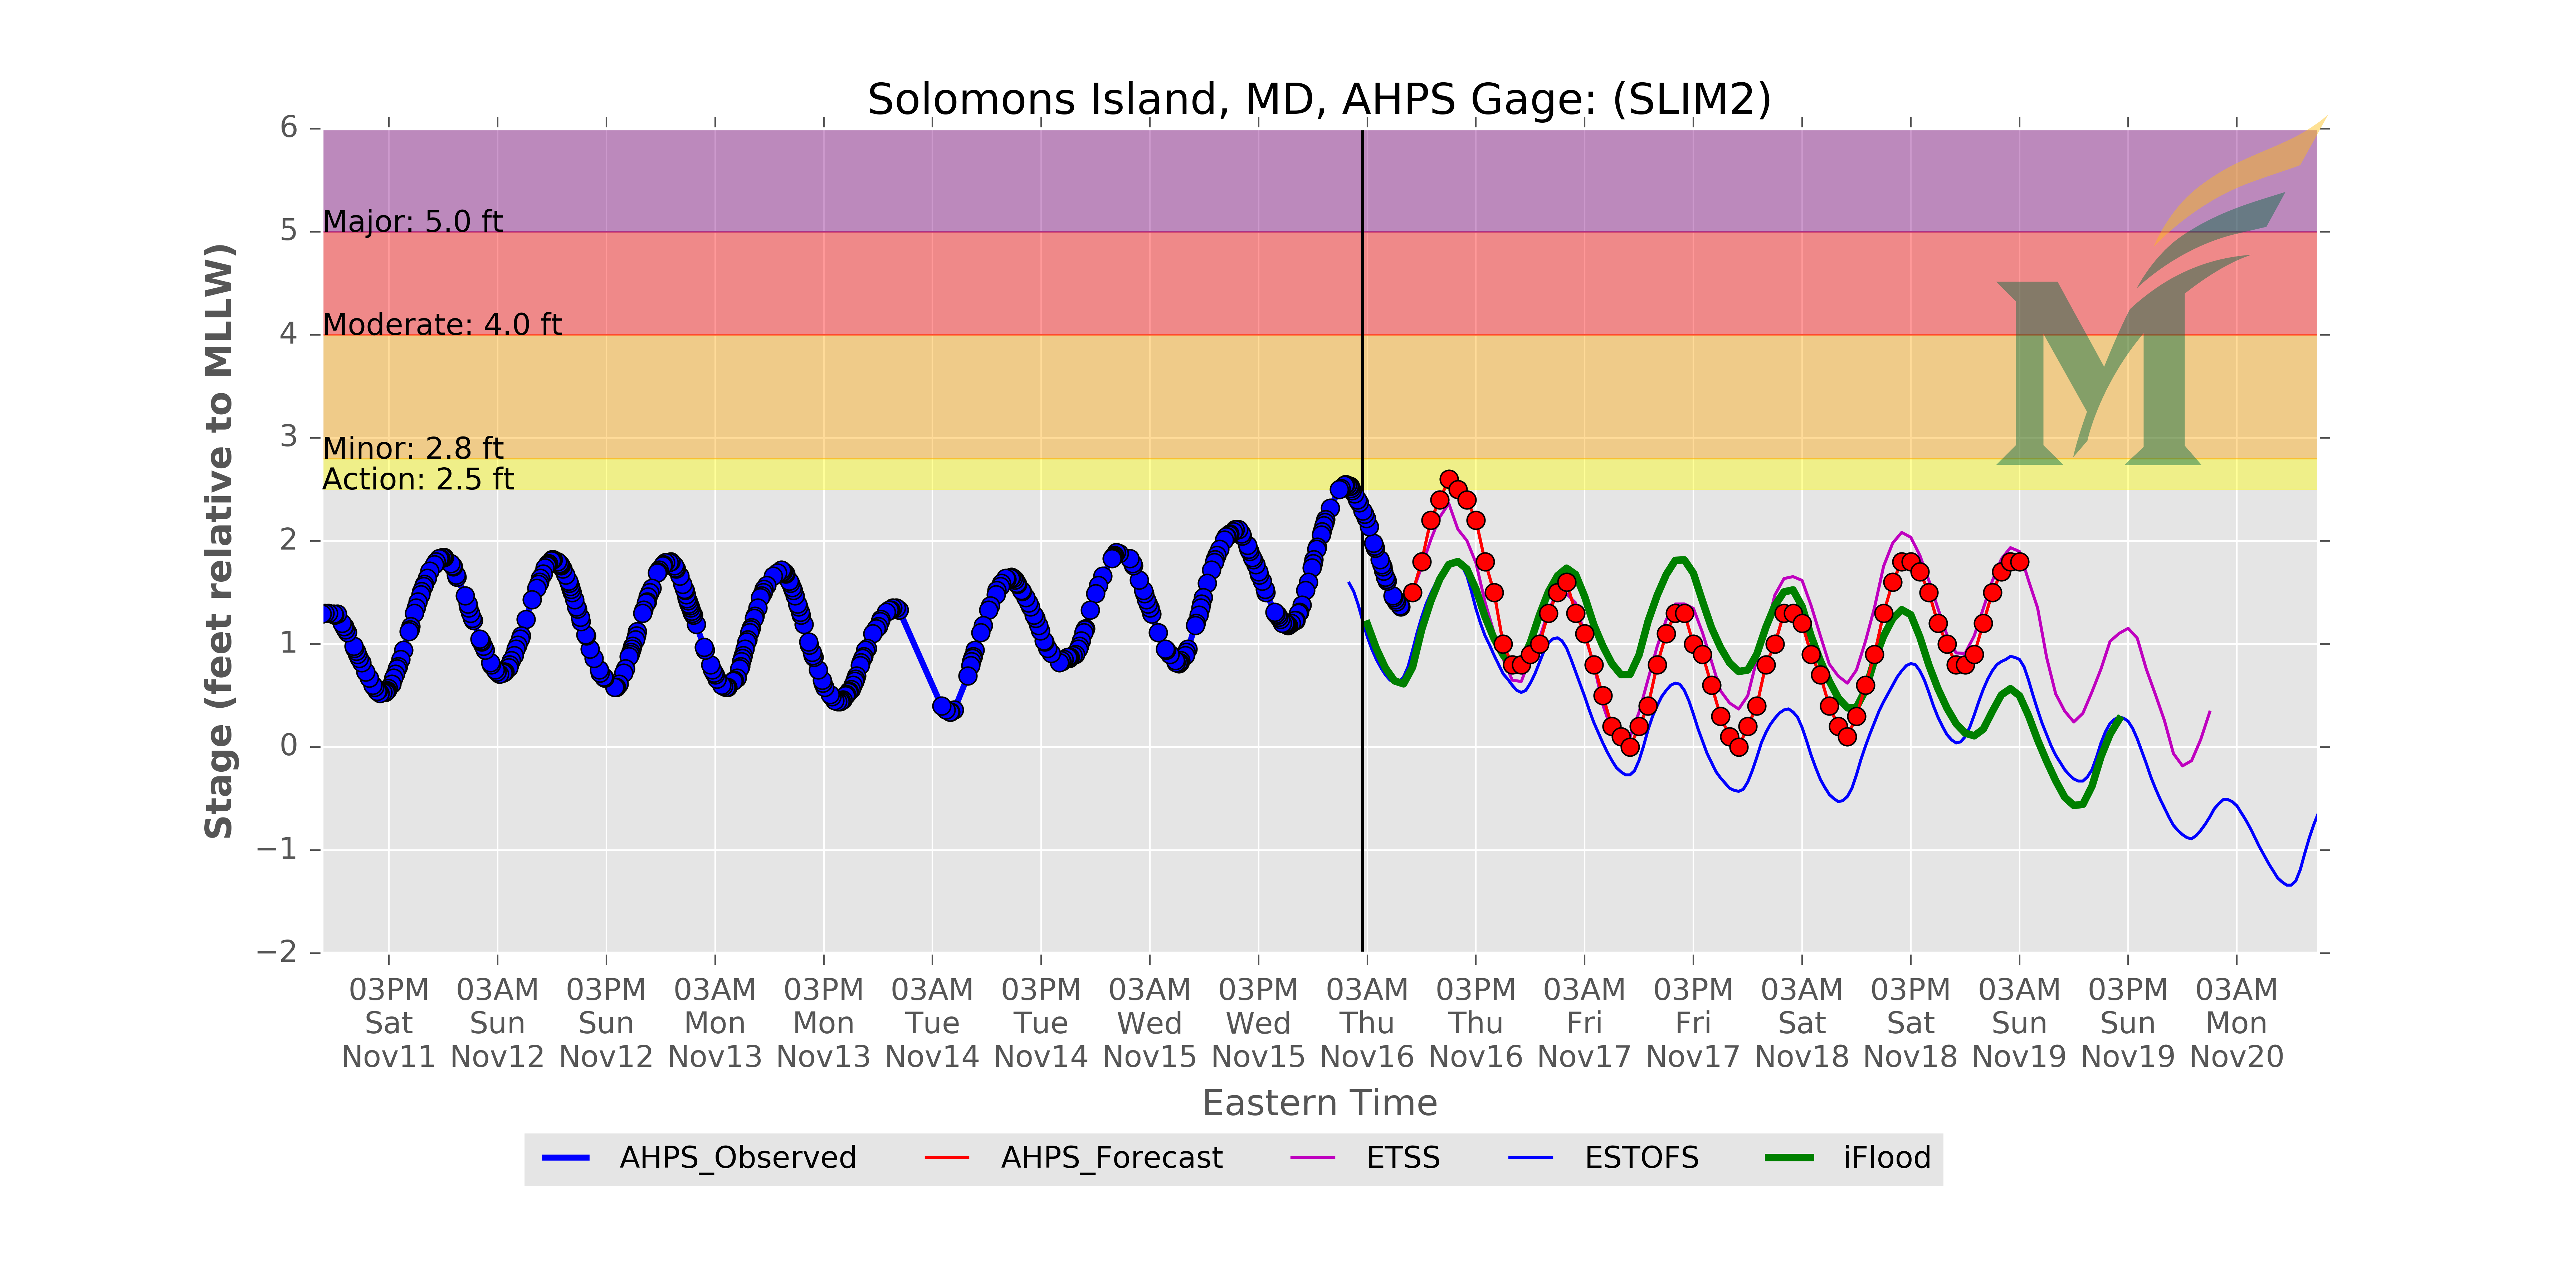 Solomons Island, MD, AHPS Gage: (SLIM2)
6
5
4
3
2
1
0
−1
−2
Stage (feet relative to MLLW)
Major: 5.0 ft
Moderate: 4.0 ft
Minor: 2.8 ft
Action: 2.5 ft
M
03PM 03AM 03PM 03AM 03PM 03AM 03PM 03AM 03PM 03AM 03PM 03AM 03PM 03AM 03PM 03AM 03PM 03AM
Sat Sun Sun Mon Mon Tue Tue Wed Wed Thu Thu Fri Fri Sat Sat Sun Sun Mon
Nov11 Nov12 Nov12 Nov13 Nov13 Nov14 Nov14 Nov15 Nov15 Nov16 Nov16 Nov17 Nov17 Nov18 Nov18 Nov19 Nov19 Nov20
Eastern Time
AHPS_Observed AHPS_Forecast ETSS ESTOFS iFlood